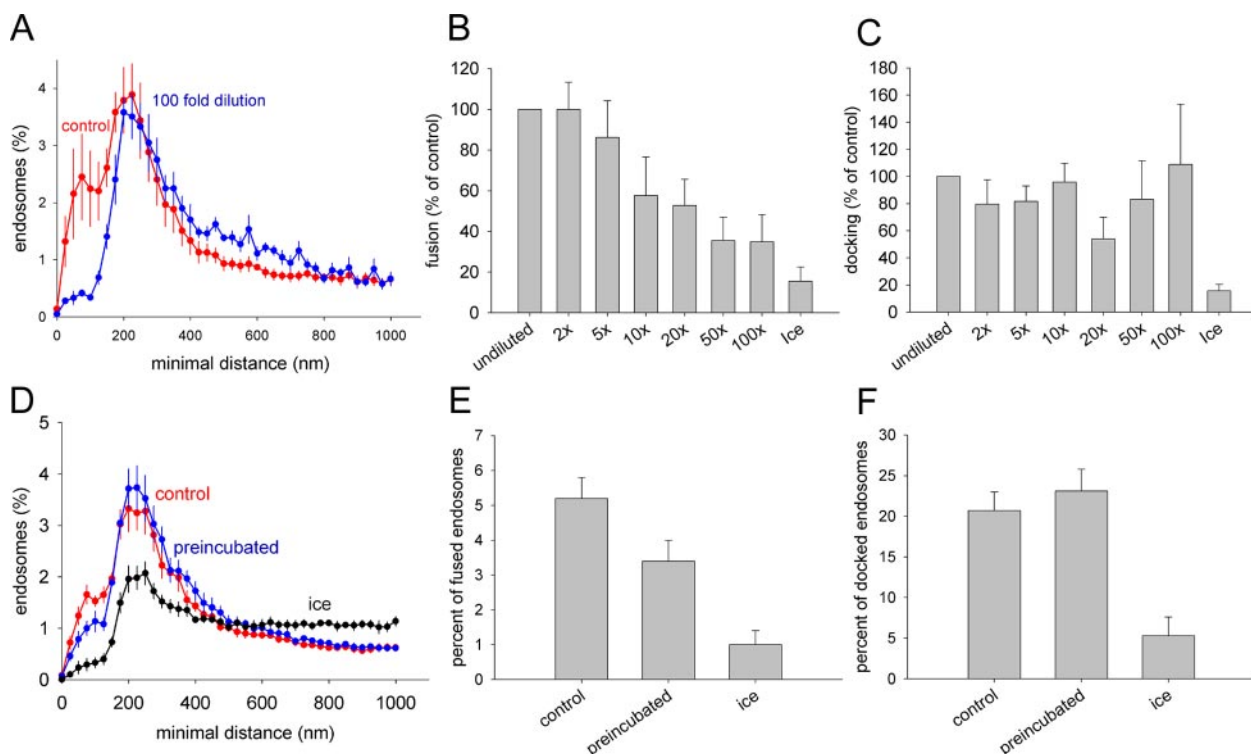 A
endosomes (%)
4
3
2
1
0
control
100 fold dilution
0 200 400 600 800 1000
minimal distance (nm)
B
fusion (% of control)
120
100
80
60
40
20
0
undiluted 2x 5x 10x 20x 50x 100x Ice
C
docking (% of control)
180
160
140
120
100
80
60
40
20
0
undiluted 2x 5x 10x 20x 50x 100x Ice
D
endosomes (%)
5
4
3
2
1
0
control
preincubated
ice
0 200 400 600 800 1000
minimal distance (nm)
E
percent of fused endosomes
7
6
5
4
3
2
1
0
control preincubated ice
F
percent of docked endosomes
30
25
20
15
10
5
0
control preincubated ice